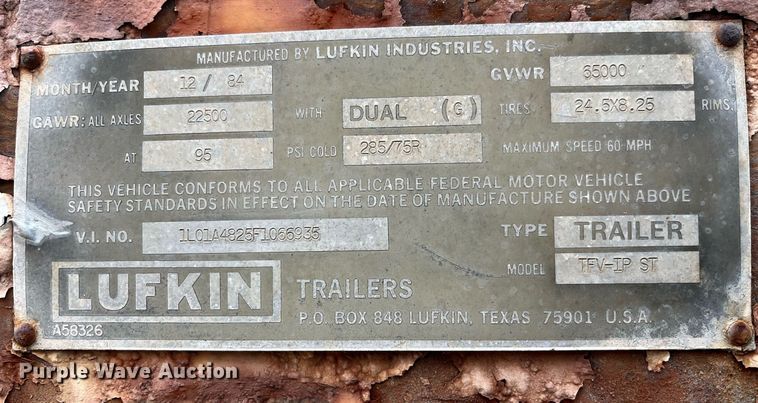 MANUFACTURED BY LUFKIN INDUSTRIES, INC.
MONTH/YEAR 12 / 84 GVWR 65000
GAWR: ALL AXLES 22500 WITH DUAL (G) TIRES 24.5X8.25 RIMS.
AT 95 PSI COLD 285/75R MAXIMUM SPEED 60 MPH
THIS VEHICLE CONFORMS TO ALL APPLICABLE FEDERAL MOTOR VEHICLE
SAFETY STANDARDS IN EFFECT ON THE DATE OF MANUFACTURE SHOWN ABOVE
V.I. NO. 1L01A4825F1066935 TYPE TRAILER
MODEL TFV-IP ST
LUFKIN TRAILERS
P.O. BOX 848 LUFKIN, TEXAS 75901 U.S.A.
A58326
Purple Wave Auction